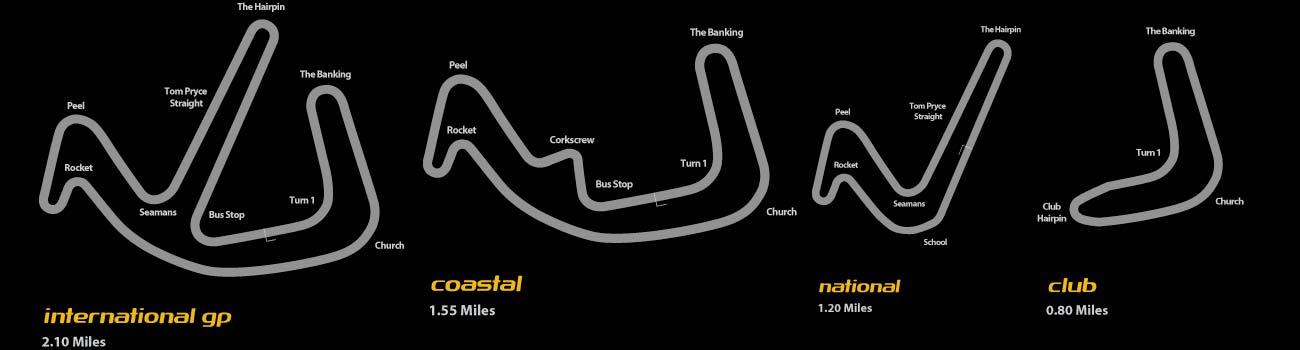 The Hairpin
The Banking
Tom Pryce
Straight
Peel
Rocket
Seamans
Bus Stop
Turn 1
Church
international gp
2.10 Miles
The Banking
Peel
Rocket
Corkscrew
Turn 1
Bus Stop
Church
coastal
1.55 Miles
The Hairpin
Tom Pryce
Straight
Peel
Rocket
Seamans
School
national
1.20 Miles
The Banking
Turn 1
Club
Hairpin
Church
club
0.80 Miles